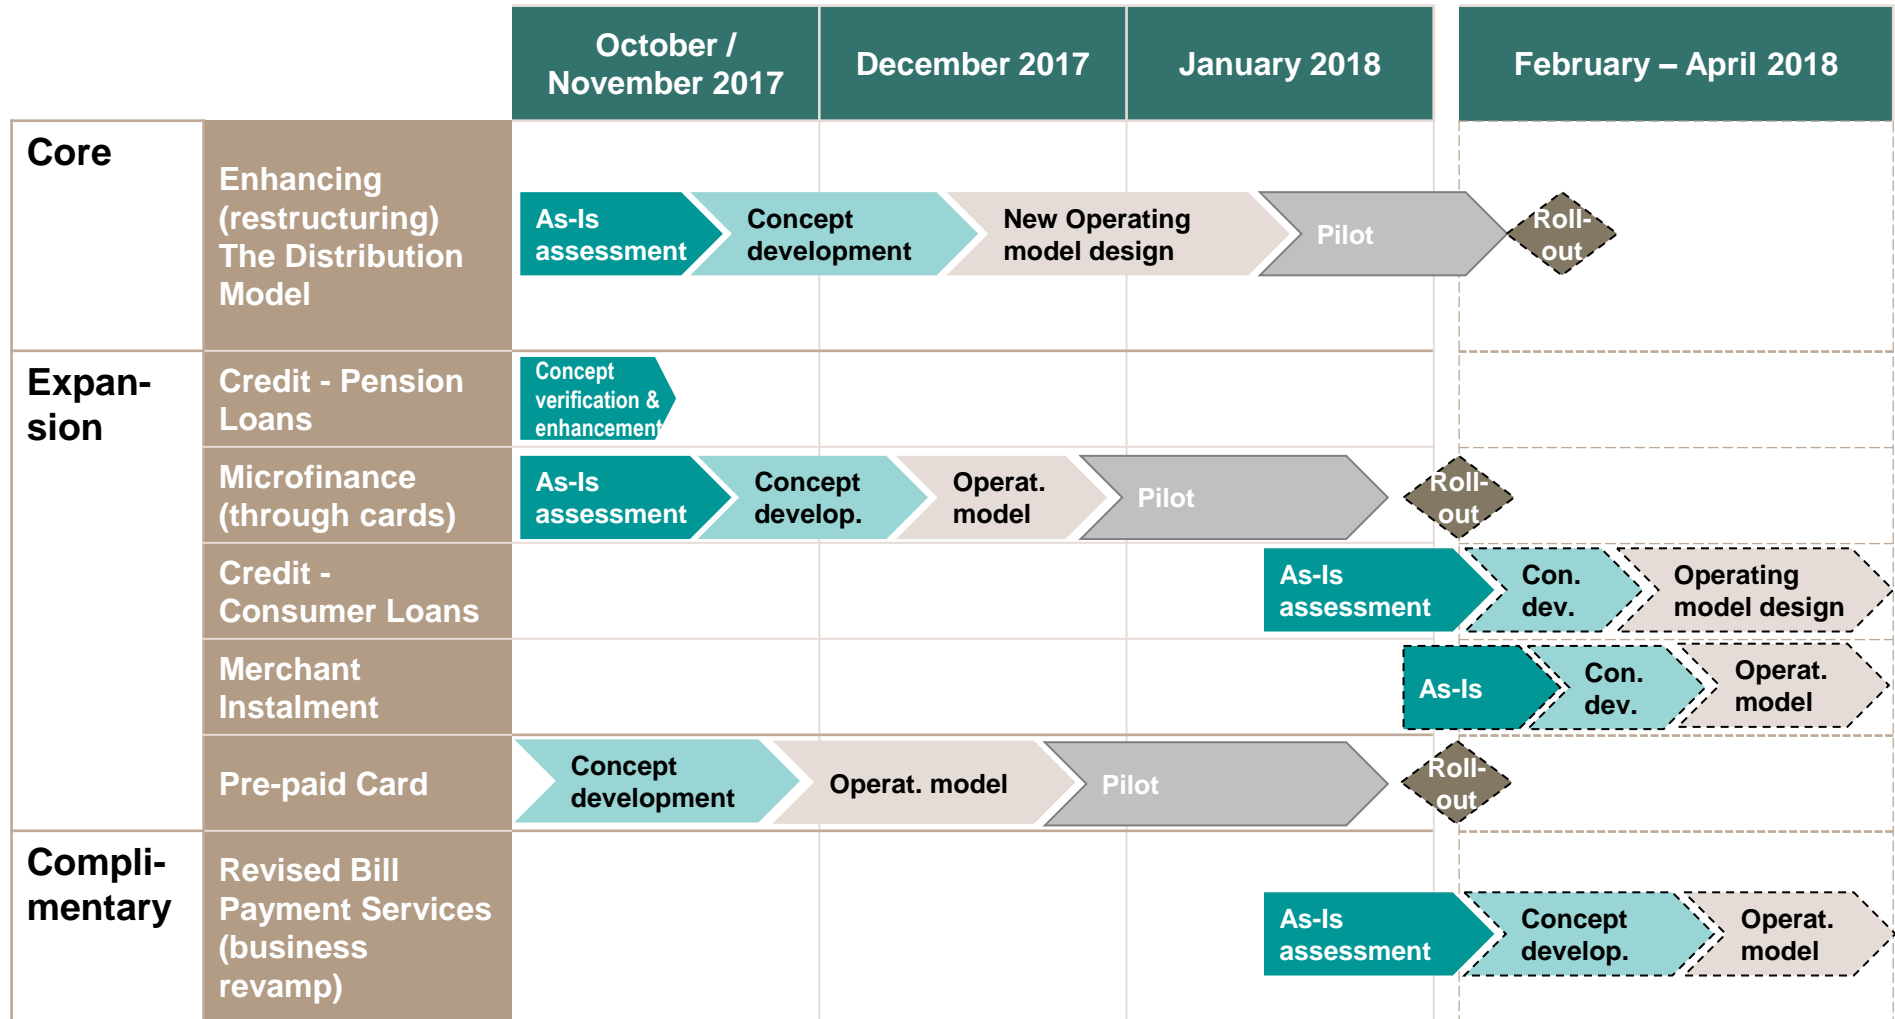 October /
November 2017
December 2017
January 2018
February – April 2018
Core
Enhancing
(restructuring)
The Distribution
Model
As-Is
assessment
Concept
development
New Operating
model design
Pilot
Roll-
out
Expan-
sion
Credit - Pension
Loans
Concept
verification &
enhancement
Microfinance
(through cards)
As-Is
assessment
Concept
develop.
Operat.
model
Pilot
Roll-
out
Credit -
Consumer Loans
As-Is
assessment
Con.
dev.
Operating
model design
Merchant
Instalment
As-Is
Con.
dev.
Operat.
model
Pre-paid Card
Concept
development
Operat. model
Pilot
Roll-
out
Compli-
mentary
Revised Bill
Payment Services
(business
revamp)
As-Is
assessment
Concept
develop.
Operat.
model